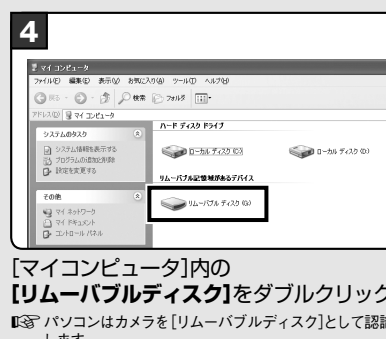 4
マイ コンピュータ
ファイル(F) 編集(E) 表示(V) お気に入り(A) ツール(T) ヘルプ(H)
戻る 検索 フォルダ
アドレス(D) マイ コンピュータ
システムのタスク
システム情報を表示する
プログラムの追加と削除
設定を変更する
その他
マイ ネットワーク
マイ ドキュメント
コントロール パネル
ハード ディスク ドライブ
ローカル ディスク (C:) ローカル ディスク (D:)
リムーバブル記憶域があるデバイス
リムーバブル ディスク (G:)
[マイコンピュータ]内の
[リムーバブルディスク]をダブルクリック
パソコンはカメラを[リムーバブルディスク]として認識
します